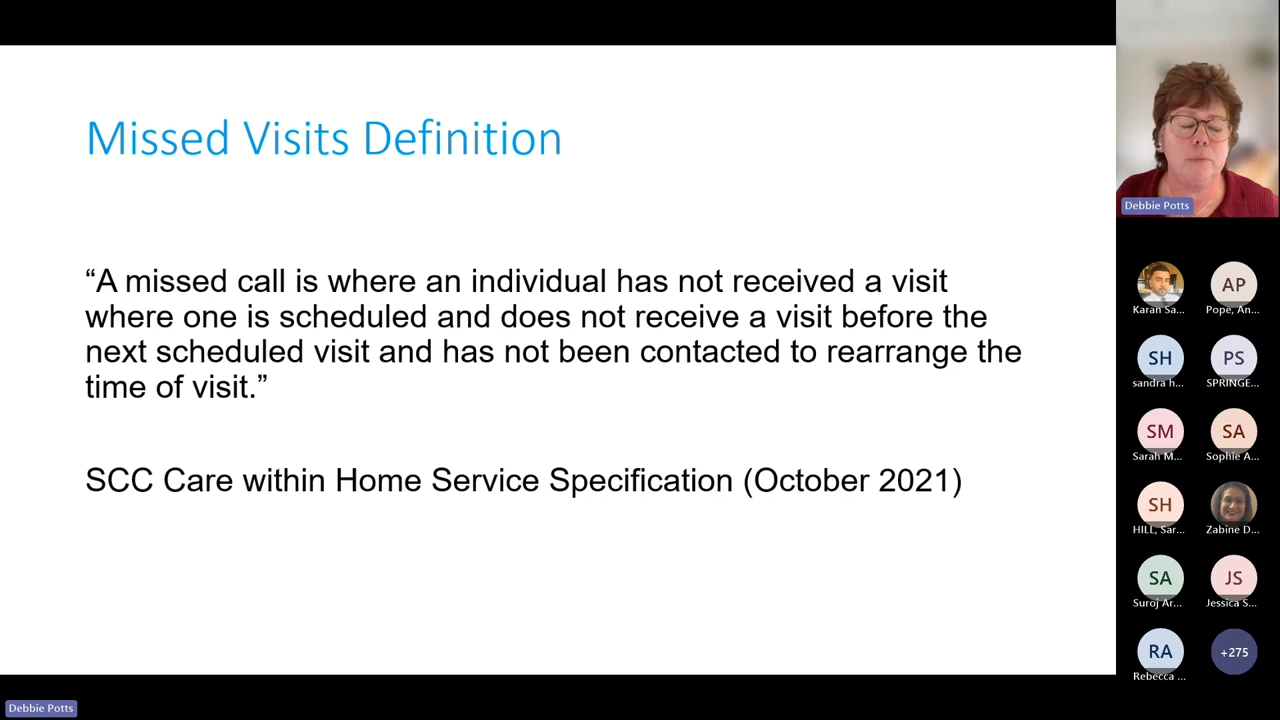 Missed Visits Definition
“A missed call is where an individual has not received a visit
where one is scheduled and does not receive a visit before the
next scheduled visit and has not been contacted to rearrange the
time of visit.”
SCC Care within Home Service Specification (October 2021)
Debbie Potts
Karan Sa...
AP
Pope, An...
SH
sandra h...
PS
SPRINGE...
SM
Sarah M...
SA
Sophie A...
SH
HILL, Sar...
Zabine D...
SA
Suroj Ar...
JS
Jessica S...
RA
Rebecca ...
+275
Debbie Potts